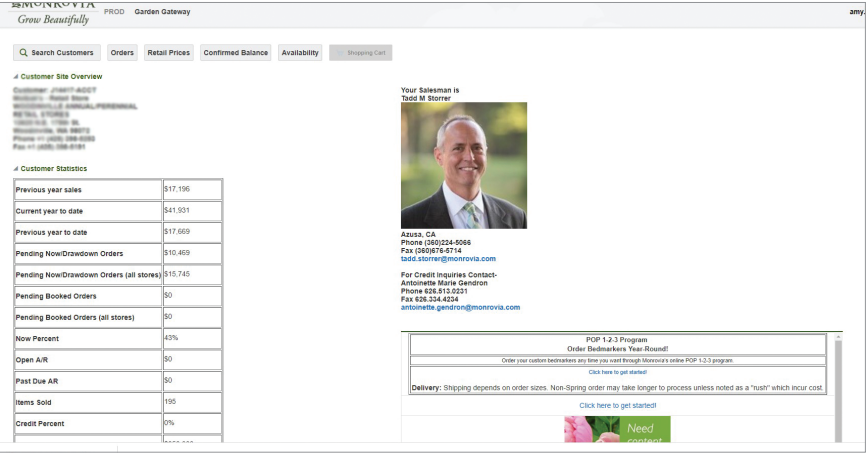 MONROVIA
Grow Beautifully
PROD Garden Gateway
amy.
Search Customers
Orders
Retail Prices
Confirmed Balance
Availability
Shopping Cart
Customer Site Overview
Customer Statistics
Previous year sales $17,196
Current year to date $41,931
Previous year to date $17,669
Pending Now/Drawdown Orders $10,469
Pending Now/Drawdown Orders (all stores) $15,745
Pending Booked Orders $0
Pending Booked Orders (all stores) $0
Now Percent 43%
Open A/R $0
Past Due AR $0
Items Sold 195
Credit Percent 0%
Your Salesman is
Tadd M Storrer
Azusa, CA
Phone (360)224-5066
Fax (360)676-5714
tadd.storrer@monrovia.com
For Credit Inquiries Contact-
Antoinette Marie Gendron
Phone 626.513.0231
Fax 626.334.4234
antoinette.gendron@monrovia.com
POP 1-2-3 Program
Order Bedmarkers Year-Round!
Order your custom bedmarkers any time you want through Monrovia's online POP 1-2-3 program.
Click here to get started!
Delivery: Shipping depends on order sizes. Non-Spring order may take longer to process unless noted as a "rush" which incur cost.
Click here to get started!
Need
content